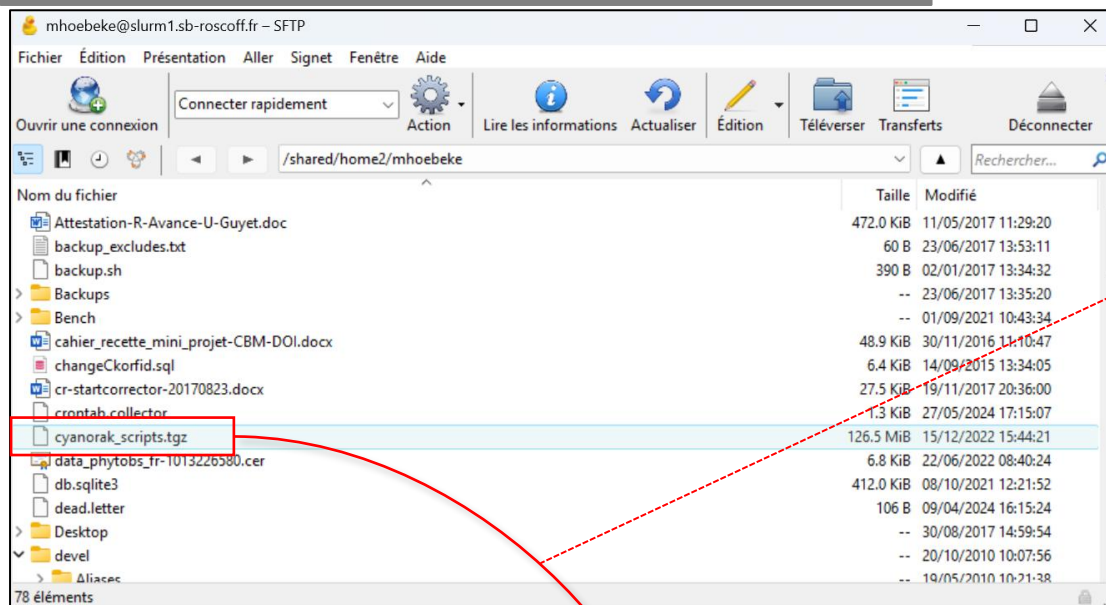 mhoebeke@slurm1.sb-roscoff.fr – SFTP
Fichier Édition Présentation Aller Signet Fenêtre Aide
Ouvrir une connexion Connecter rapidement Action Lire les informations Actualiser Édition Téléverser Transferts Déconnecter
/shared/home2/mhoebeke Rechercher...
Nom du fichier Taille Modifié
Attestation-R-Avance-U-Guyet.doc 472.0 KiB 11/05/2017 11:29:20
backup_excludes.txt 60 B 23/06/2017 13:53:11
backup.sh 390 B 02/01/2017 13:34:32
Backups -- 23/06/2017 13:35:20
Bench -- 01/09/2021 10:43:34
cahier_recette_mini_projet-CBM-DOI.docx 48.9 KiB 30/11/2016 11:10:47
changeCkorfid.sql 6.4 KiB 14/09/2015 13:34:05
cr-startcorrector-20170823.docx 27.5 KiB 19/11/2017 20:36:00
crontab.collector 1.3 KiB 27/05/2024 17:15:07
cyanorak_scripts.tgz 126.5 MiB 15/12/2022 15:44:21
data_phytobs_fr-1013226580.cer 6.8 KiB 22/06/2022 08:40:24
db.sqlite3 412.0 KiB 08/10/2021 12:21:52
dead.letter 106 B 09/04/2024 16:15:24
Desktop -- 30/08/2017 14:59:54
devel -- 20/10/2010 10:07:56
Aliases -- 19/05/2010 10:21:38
78 éléments